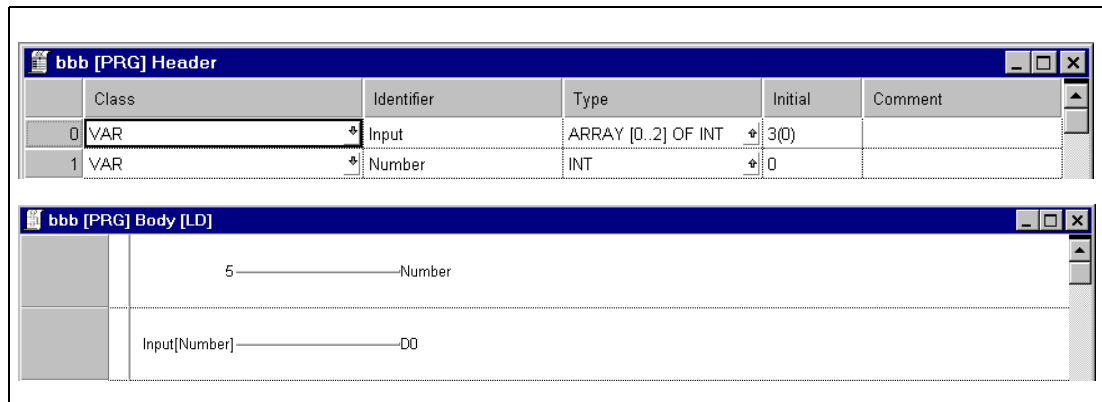 bbb [PRG] Header
Class Identifier Type Initial Comment
0 VAR Input ARRAY [0..2] OF INT 3(0)
1 VAR Number INT 0
bbb [PRG] Body [LD]
5 Number
Input[Number] D0